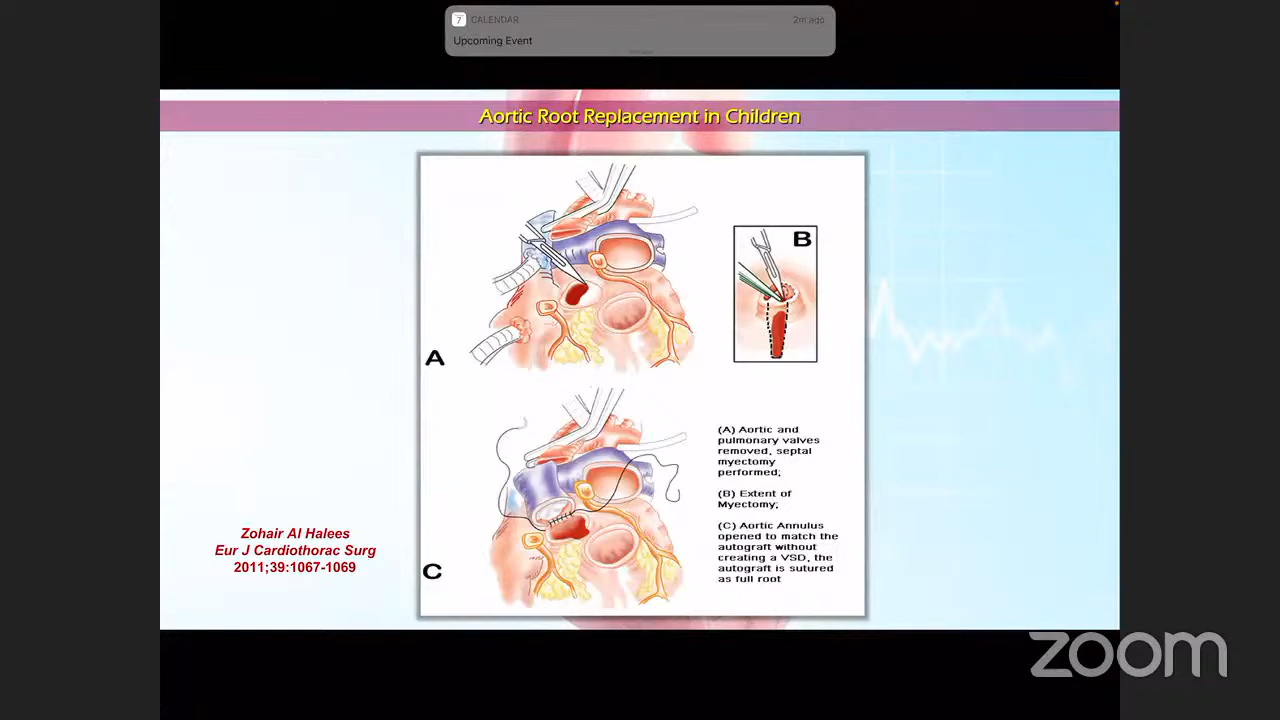 7 CALENDAR 2m ago
Upcoming Event
Aortic Root Replacement in Children
B
A
C
(A) Aortic and
pulmonary valves
removed, septal
myectomy
performed;
(B) Extent of
Myectomy;
(C) Aortic Annulus
opened to match the
autograft without
creating a VSD, the
autograft is sutured
as full root
Zohair Al Halees
Eur J Cardiothorac Surg
2011;39:1067-1069
zoom